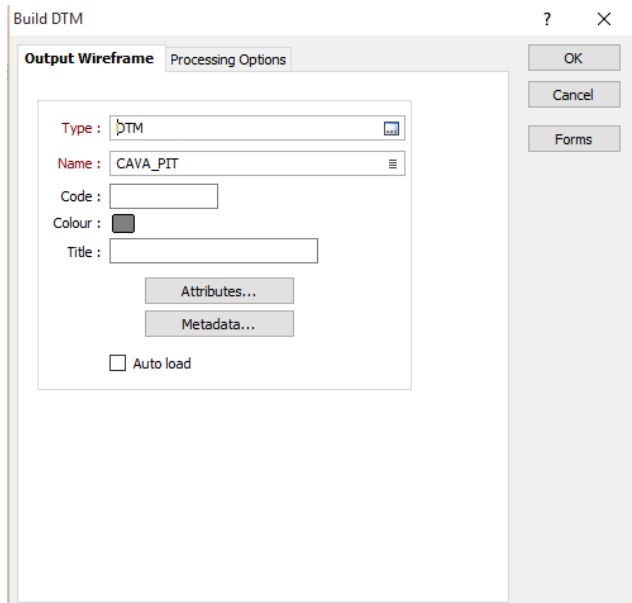 Build DTM ?
Output Wireframe Processing Options OK
Cancel
Type : DTM
Forms
Name : CAVA_PIT
Code :
Colour :
Title :
Attributes...
Metadata...
Auto load